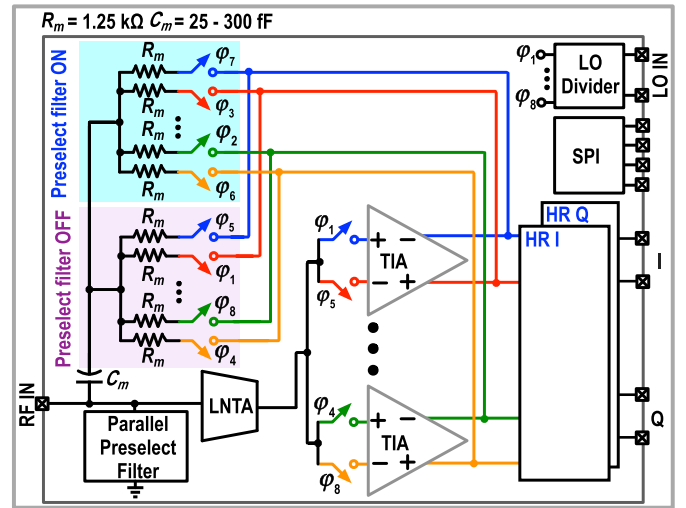 Rm = 1.25 kΩ Cm = 25 - 300 fF
Preselect filter ON
Rm
φ7
Rm
φ3
Rm
φ2
Rm
φ6
Preselect filter OFF
Rm
φ5
Rm
φ1
Rm
φ8
Rm
φ4
Cm
RF IN
LNTA
Parallel
Preselect
Filter
φ1
φ5
+ −
TIA
− +
φ4
φ8
+ −
TIA
− +
φ1
φ8
LO
Divider
LO IN
SPI
HR Q
HR I
I
Q